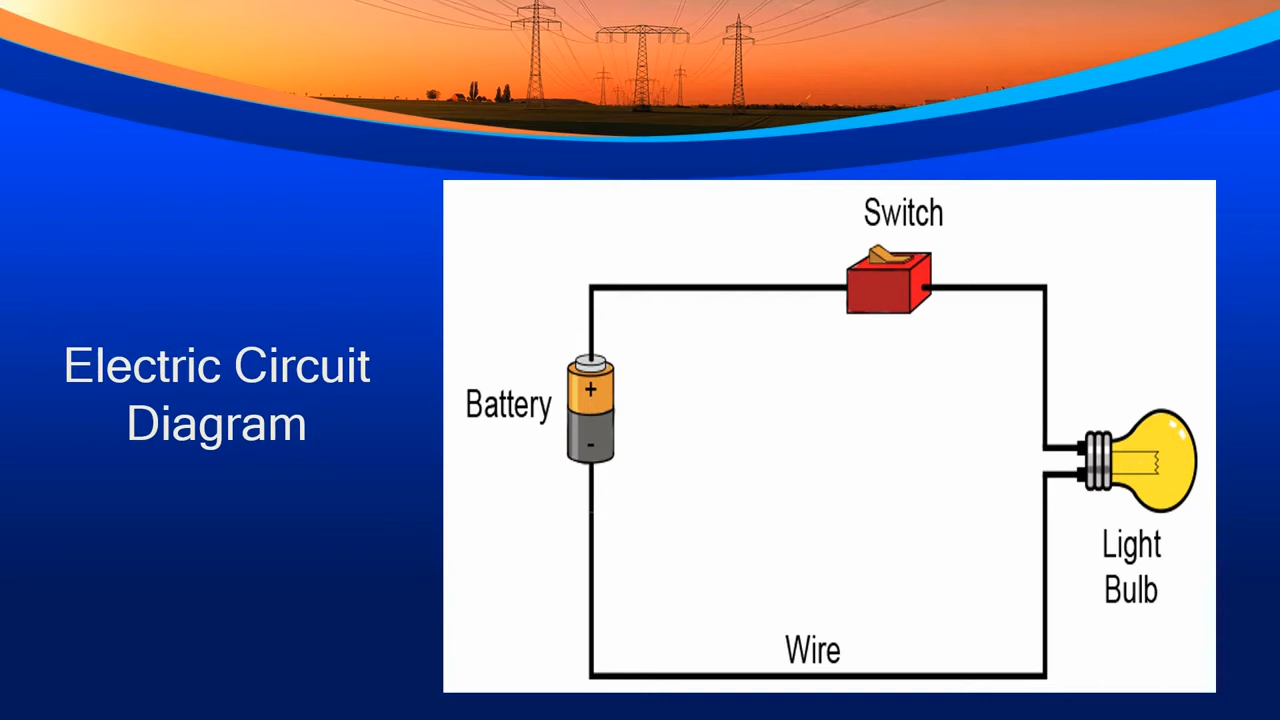 Electric Circuit
Diagram
Switch
Battery
+
-
Light
Bulb
Wire